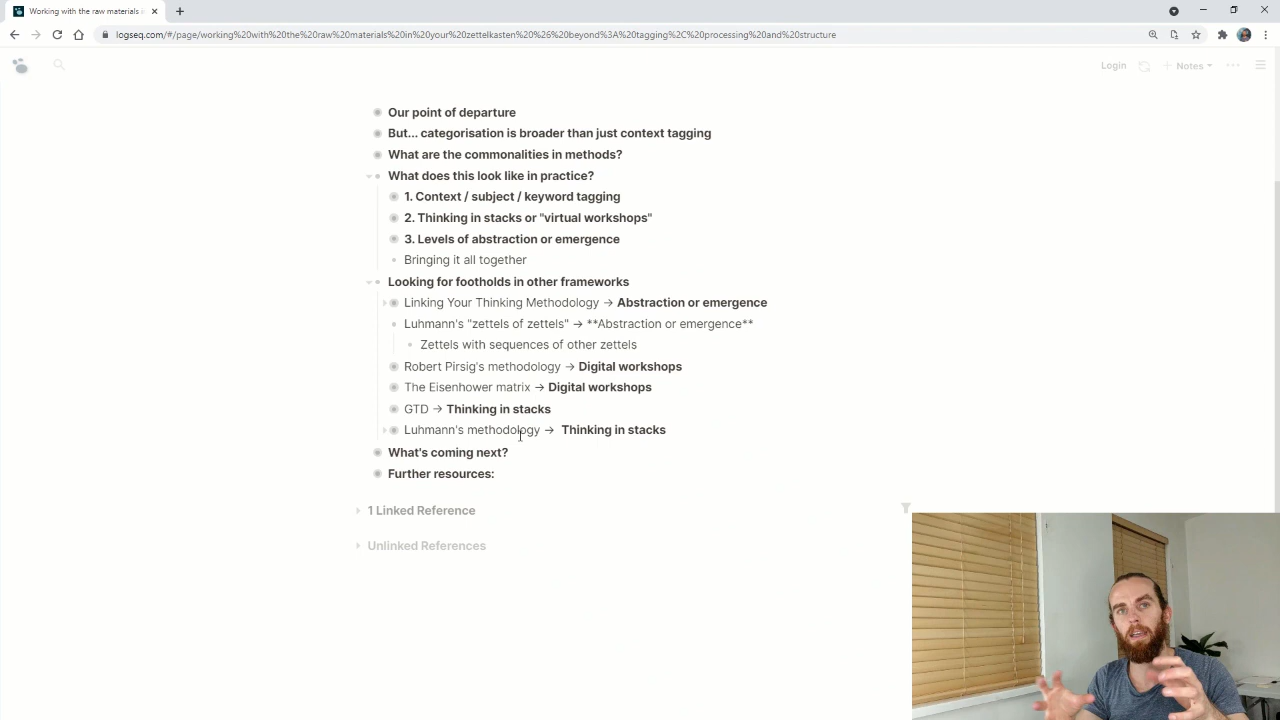 Working with the raw materials i
logseq.com/#/page/working%20with%20the%20raw%20materials%20in%20your%20zettelkasten%20%26%20beyond%3A%20tagging%2C%20processing%20and%20structure
Login
Notes
Our point of departure
But... categorisation is broader than just context tagging
What are the commonalities in methods?
What does this look like in practice?
1. Context / subject / keyword tagging
2. Thinking in stacks or "virtual workshops"
3. Levels of abstraction or emergence
Bringing it all together
Looking for footholds in other frameworks
Linking Your Thinking Methodology → Abstraction or emergence
Luhmann's "zettels of zettels" → **Abstraction or emergence**
Zettels with sequences of other zettels
Robert Pirsig's methodology → Digital workshops
The Eisenhower matrix → Digital workshops
GTD → Thinking in stacks
Luhmann's methodology → Thinking in stacks
What's coming next?
Further resources:
1 Linked Reference
Unlinked References